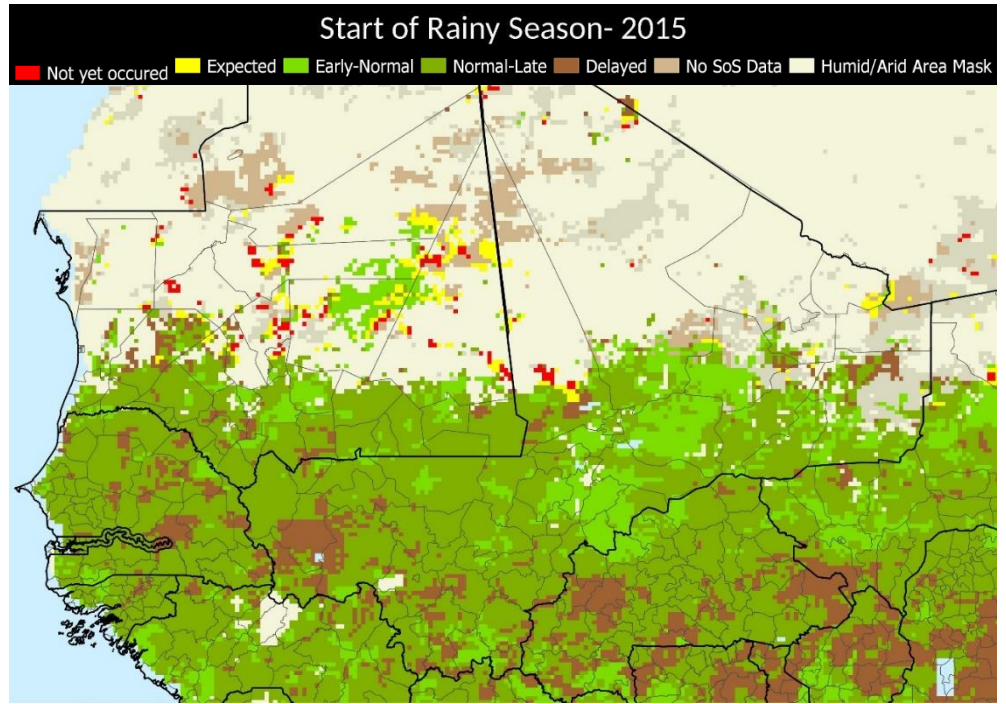 Start of Rainy Season- 2015
Not yet occured Expected Early-Normal Normal-Late Delayed No SoS Data Humid/Arid Area Mask